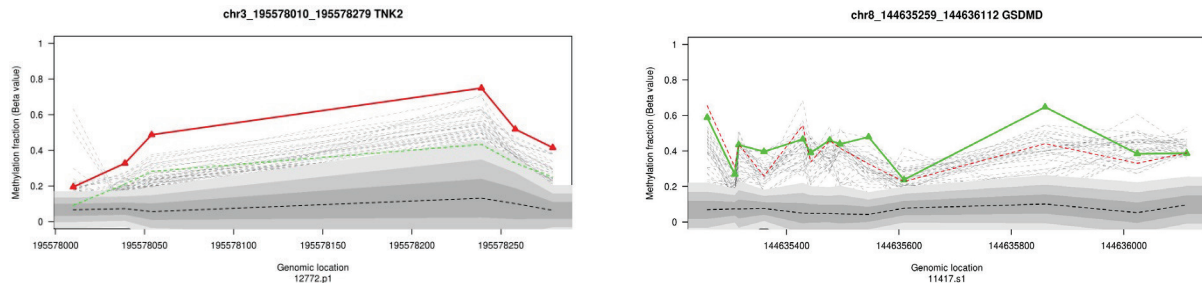 chr3_195578010_195578279 TNK2
Methylation fraction (Beta value)
1
0.8
0.6
0.4
0.2
0
195578000 195578050 195578100 195578150 195578200 195578250
Genomic location
12772.p1
chr8_144635259_144636112 GSDMD
Methylation fraction (Beta value)
1
0.8
0.6
0.4
0.2
0
144635400 144635600 144635800 144636000
Genomic location
11417.s1